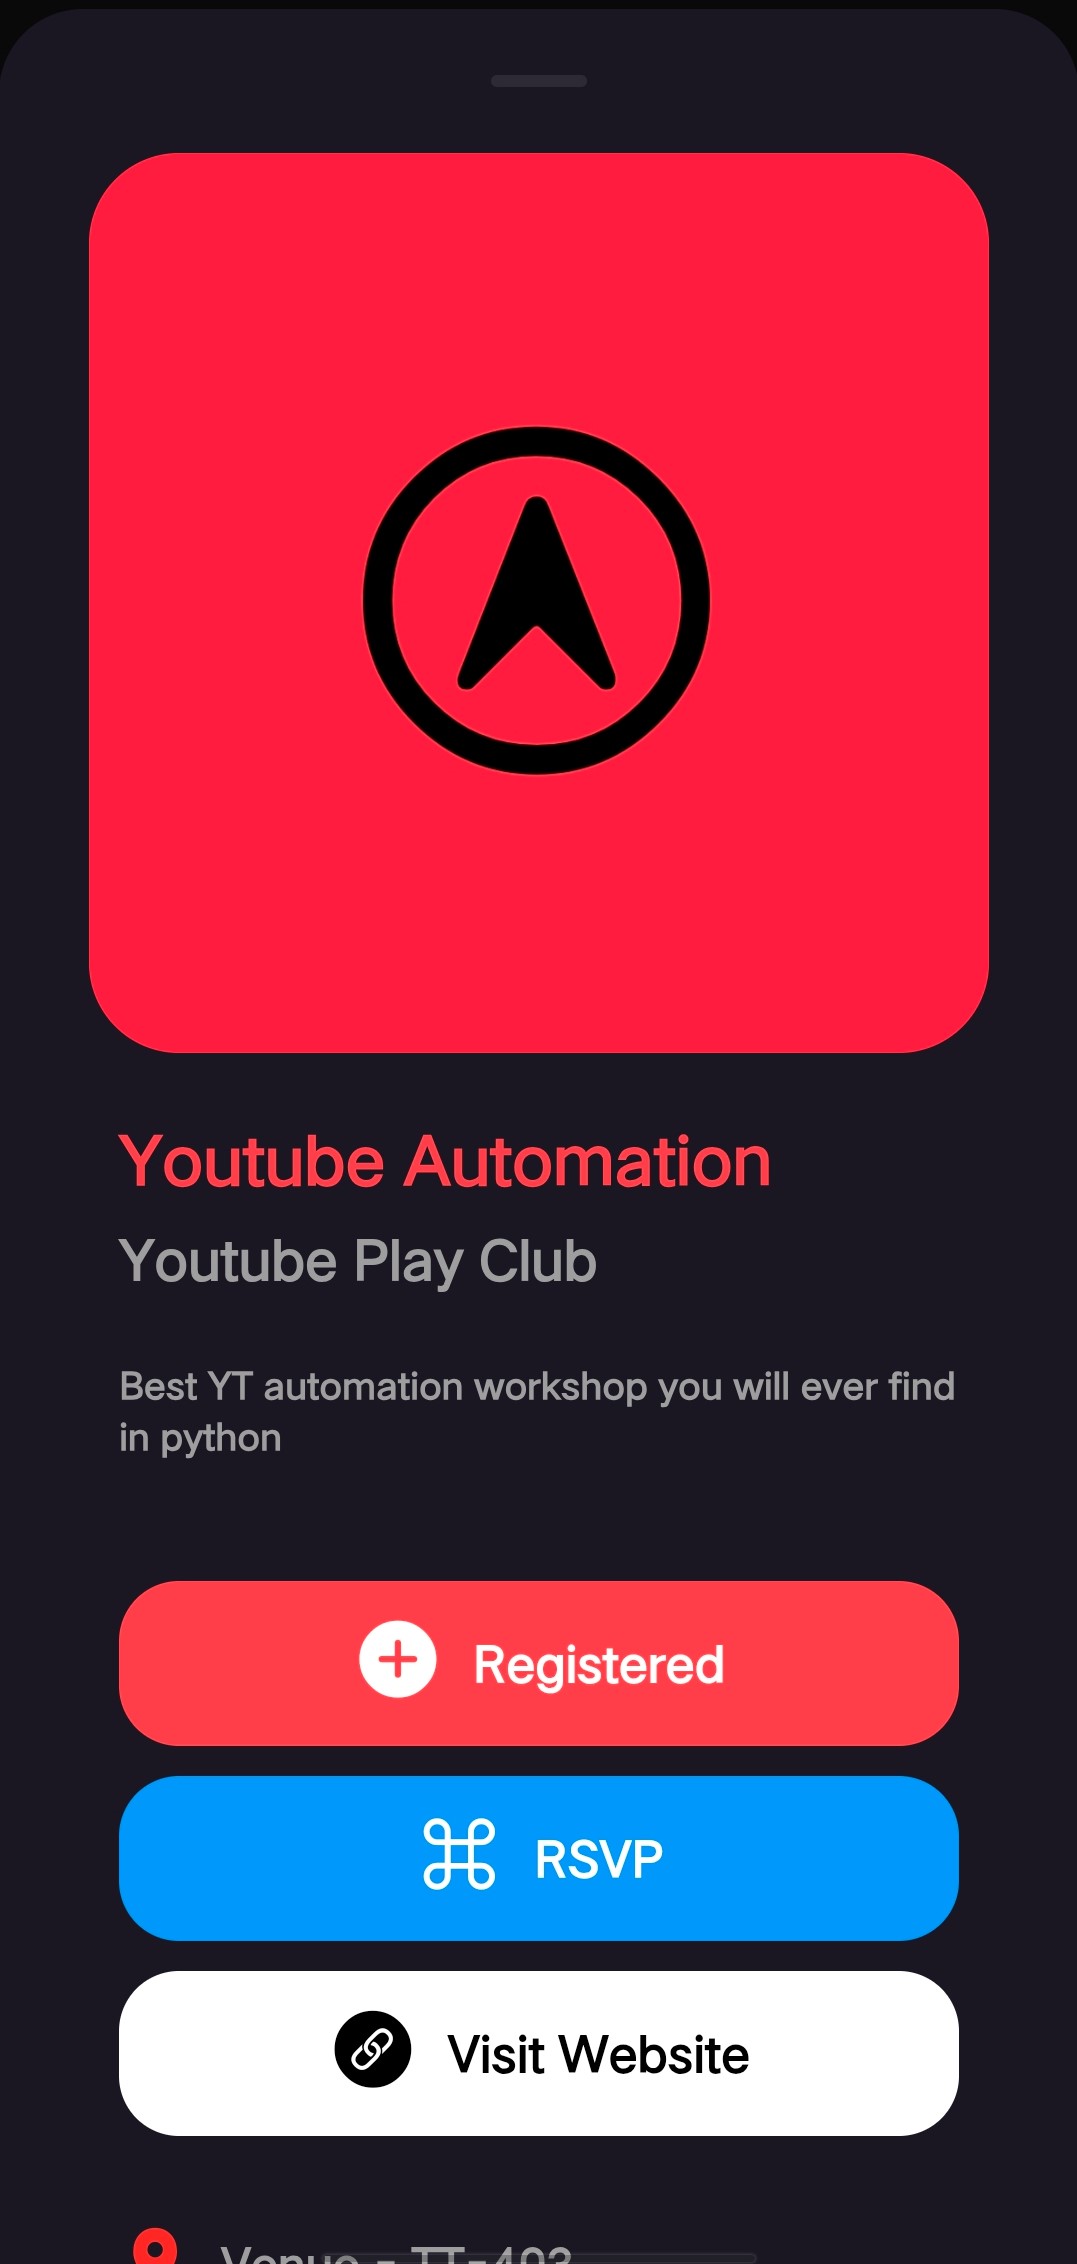 Youtube Automation
Youtube Play Club
Best YT automation workshop you will ever find
in python
Registered
RSVP
Visit Website
Venue - TT-403